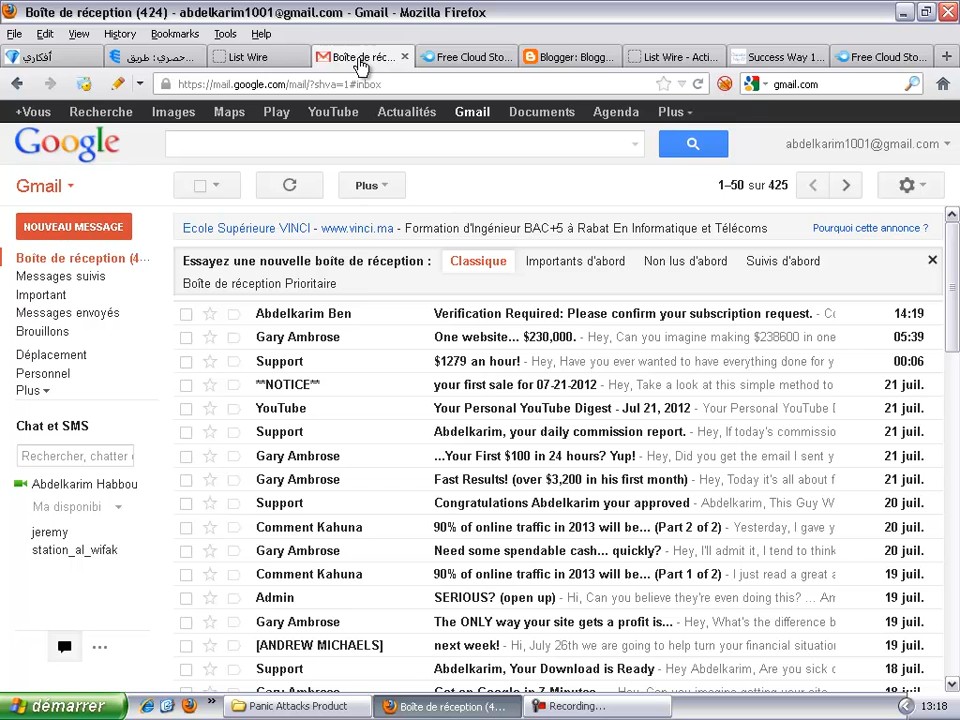 Boîte de réception (424) - abdelkarim1001@gmail.com - Gmail - Mozilla Firefox
File Edit View History Bookmarks Tools Help
أفكاري حصري: طريق... List Wire Boîte de réc... Free Cloud Sto... Blogger: Blogg... List Wire - Acti... Success Way 1... Free Cloud Sto...
https://mail.google.com/mail/?shva=1#inbox gmail.com
+Vous Recherche Images Maps Play YouTube Actualités Gmail Documents Agenda Plus
Google abdelkarim1001@gmail.com
Gmail Plus 1–50 sur 425
NOUVEAU MESSAGE
Ecole Supérieure VINCI - www.vinci.ma - Formation d'Ingénieur BAC+5 à Rabat En Informatique et Télécoms Pourquoi cette annonce ?
Boîte de réception (4...
Messages suivis
Important
Messages envoyés
Brouillons
Déplacement
Personnel
Plus
Chat et SMS
Rechercher, chatter
Abdelkarim Habbou
Ma disponibi
jeremy
station_al_wifak
Essayez une nouvelle boîte de réception : Classique Importants d'abord Non lus d'abord Suivis d'abord
Boîte de réception Prioritaire
Abdelkarim Ben Verification Required: Please confirm your subscription request. - Co 14:19
Gary Ambrose One website... $230,000. - Hey, Can you imagine making $238600 in one 05:39
Support $1279 an hour! - Hey, Have you ever wanted to have everything done for y 00:06
**NOTICE** your first sale for 07-21-2012 - Hey, Take a look at this simple method to 21 juil.
YouTube Your Personal YouTube Digest - Jul 21, 2012 - Your Personal YouTube D 21 juil.
Support Abdelkarim, your daily commission report. - Hey, If today's commissio 21 juil.
Gary Ambrose ...Your First $100 in 24 hours? Yup! - Hey, Did you get the email I sent y 21 juil.
Gary Ambrose Fast Results! (over $3,200 in his first month) - Hey, Today it's all about f 21 juil.
Support Congratulations Abdelkarim your approved - Abdelkarim, This Guy W 20 juil.
Comment Kahuna 90% of online traffic in 2013 will be... (Part 2 of 2) - Yesterday, I gave y 20 juil.
Gary Ambrose Need some spendable cash... quickly? - Hey, I'll admit it, I tend to think 20 juil.
Comment Kahuna 90% of online traffic in 2013 will be... (Part 1 of 2) - I just read a great a 19 juil.
Admin SERIOUS? (open up) - Hi, Can you believe they're even doing this? ... Am 19 juil.
Gary Ambrose The ONLY way your site gets a profit is... - Hey, What's the difference b 19 juil.
[ANDREW MICHAELS] next week! - Hi, July 26th we are going to help turn your financial situation 19 juil.
Support Abdelkarim, Your Download is Ready - Hey Abdelkarim, Are you sick o 18 juil.
démarrer Panic Attacks Product Boîte de réception (4... Recording... 13:18